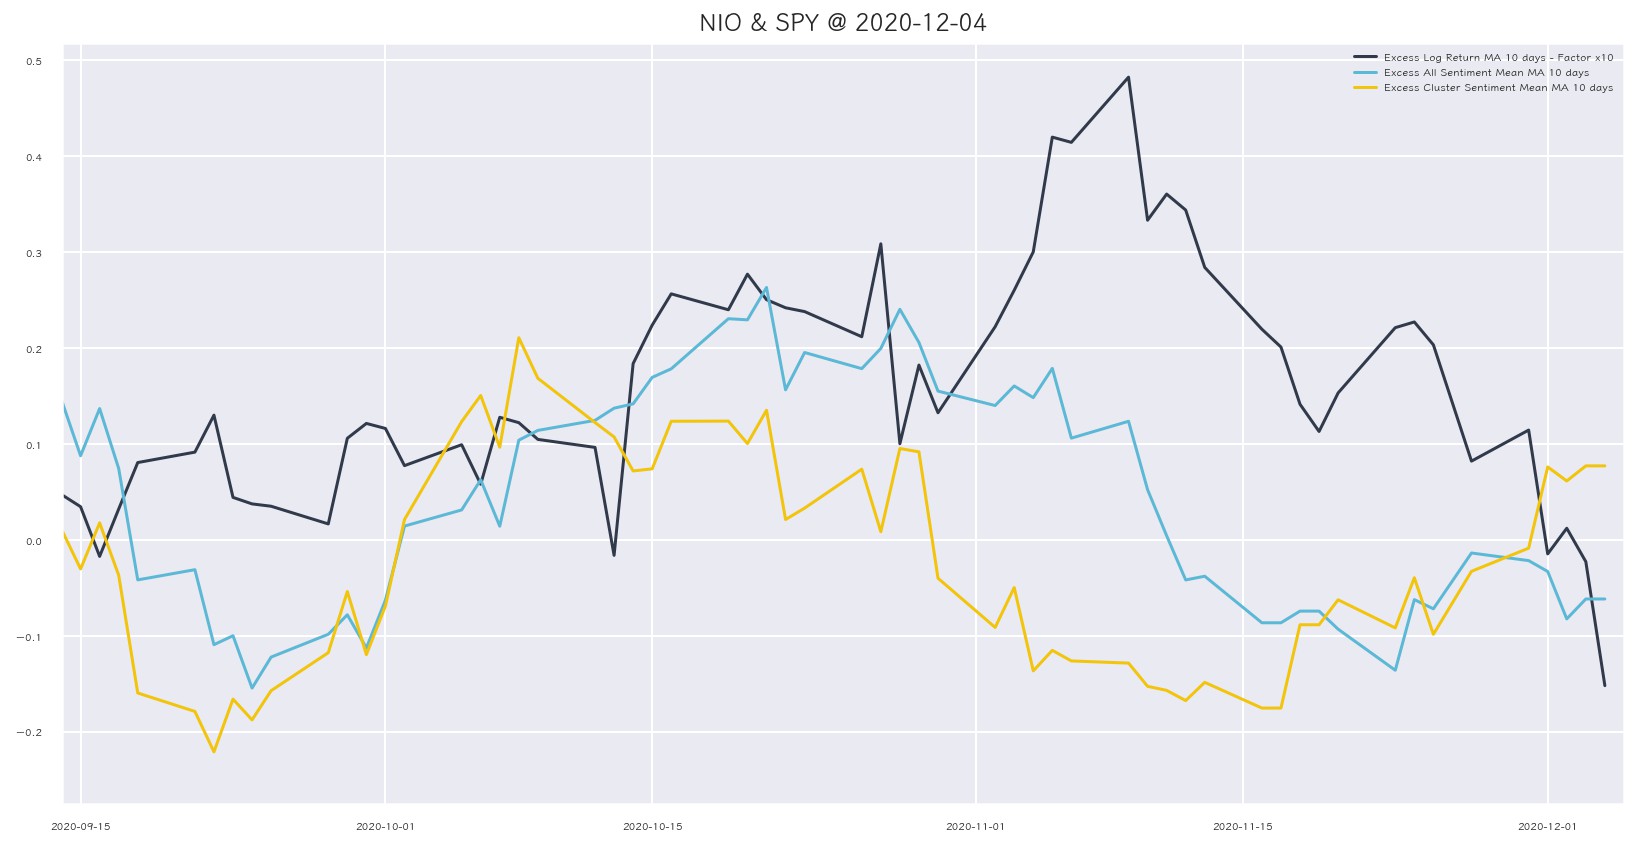 NIO & SPY @ 2020-12-04
Excess Log Return MA 10 days - Factor x10
Excess All Sentiment Mean MA 10 days
Excess Cluster Sentiment Mean MA 10 days
0.5
0.4
0.3
0.2
0.1
0.0
−0.1
−0.2
2020-09-15 2020-10-01 2020-10-15 2020-11-01 2020-11-15 2020-12-01